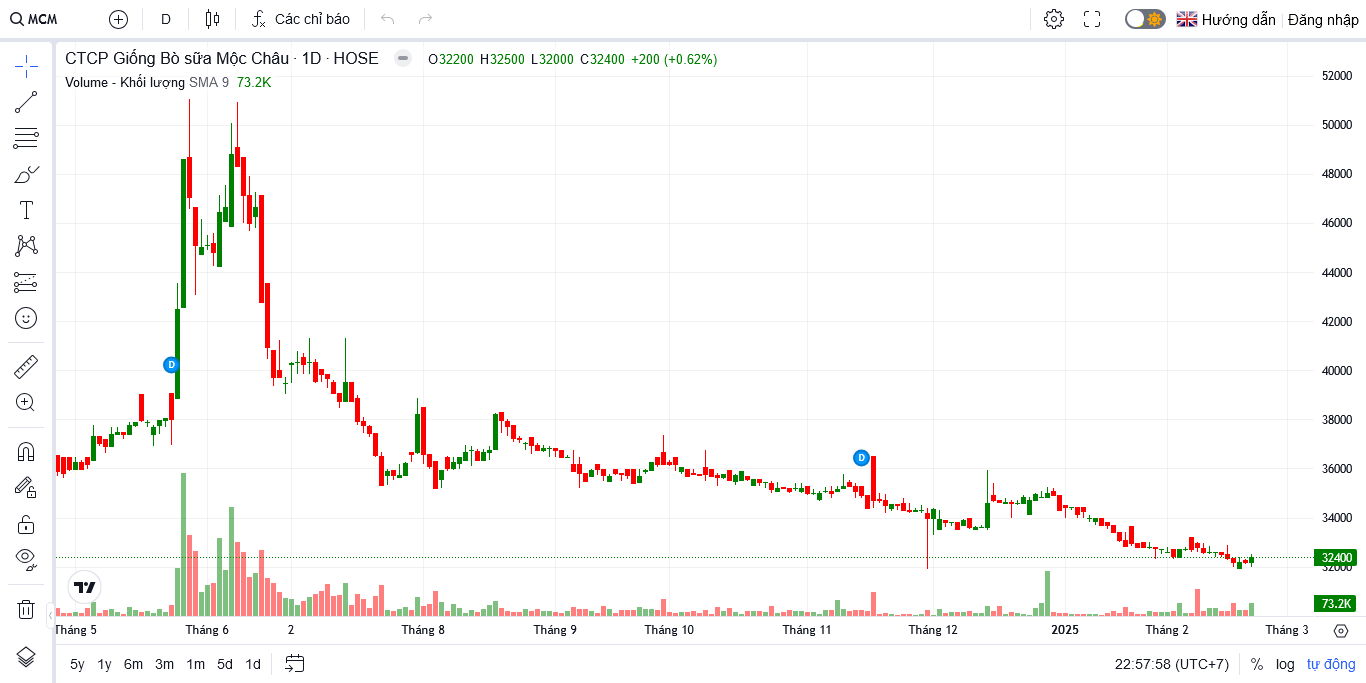 MCM D Các chỉ báo Hướng dẫn Đăng nhập
CTCP Giống Bò sữa Mộc Châu · 1D · HOSE O32200 H32500 L32000 C32400 +200 (+0.62%)
Volume - Khối lượng SMA 9 73.2K
52000
50000
48000
46000
44000
42000
40000
D
38000
D
36000
34000
32400
32000
73.2K
Tháng 5 Tháng 6 2 Tháng 8 Tháng 9 Tháng 10 Tháng 11 Tháng 12 2025 Tháng 2 Tháng 3
5y 1y 6m 3m 1m 5d 1d 22:57:58 (UTC+7) % log tự động